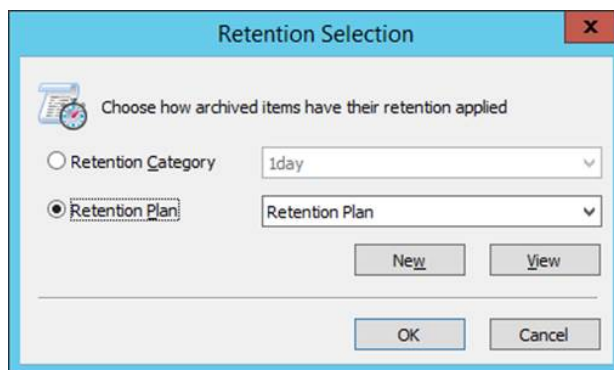 Retention Selection
x
Choose how archived items have their retention applied
Retention Category
1day
Retention Plan
Retention Plan
New
View
OK
Cancel